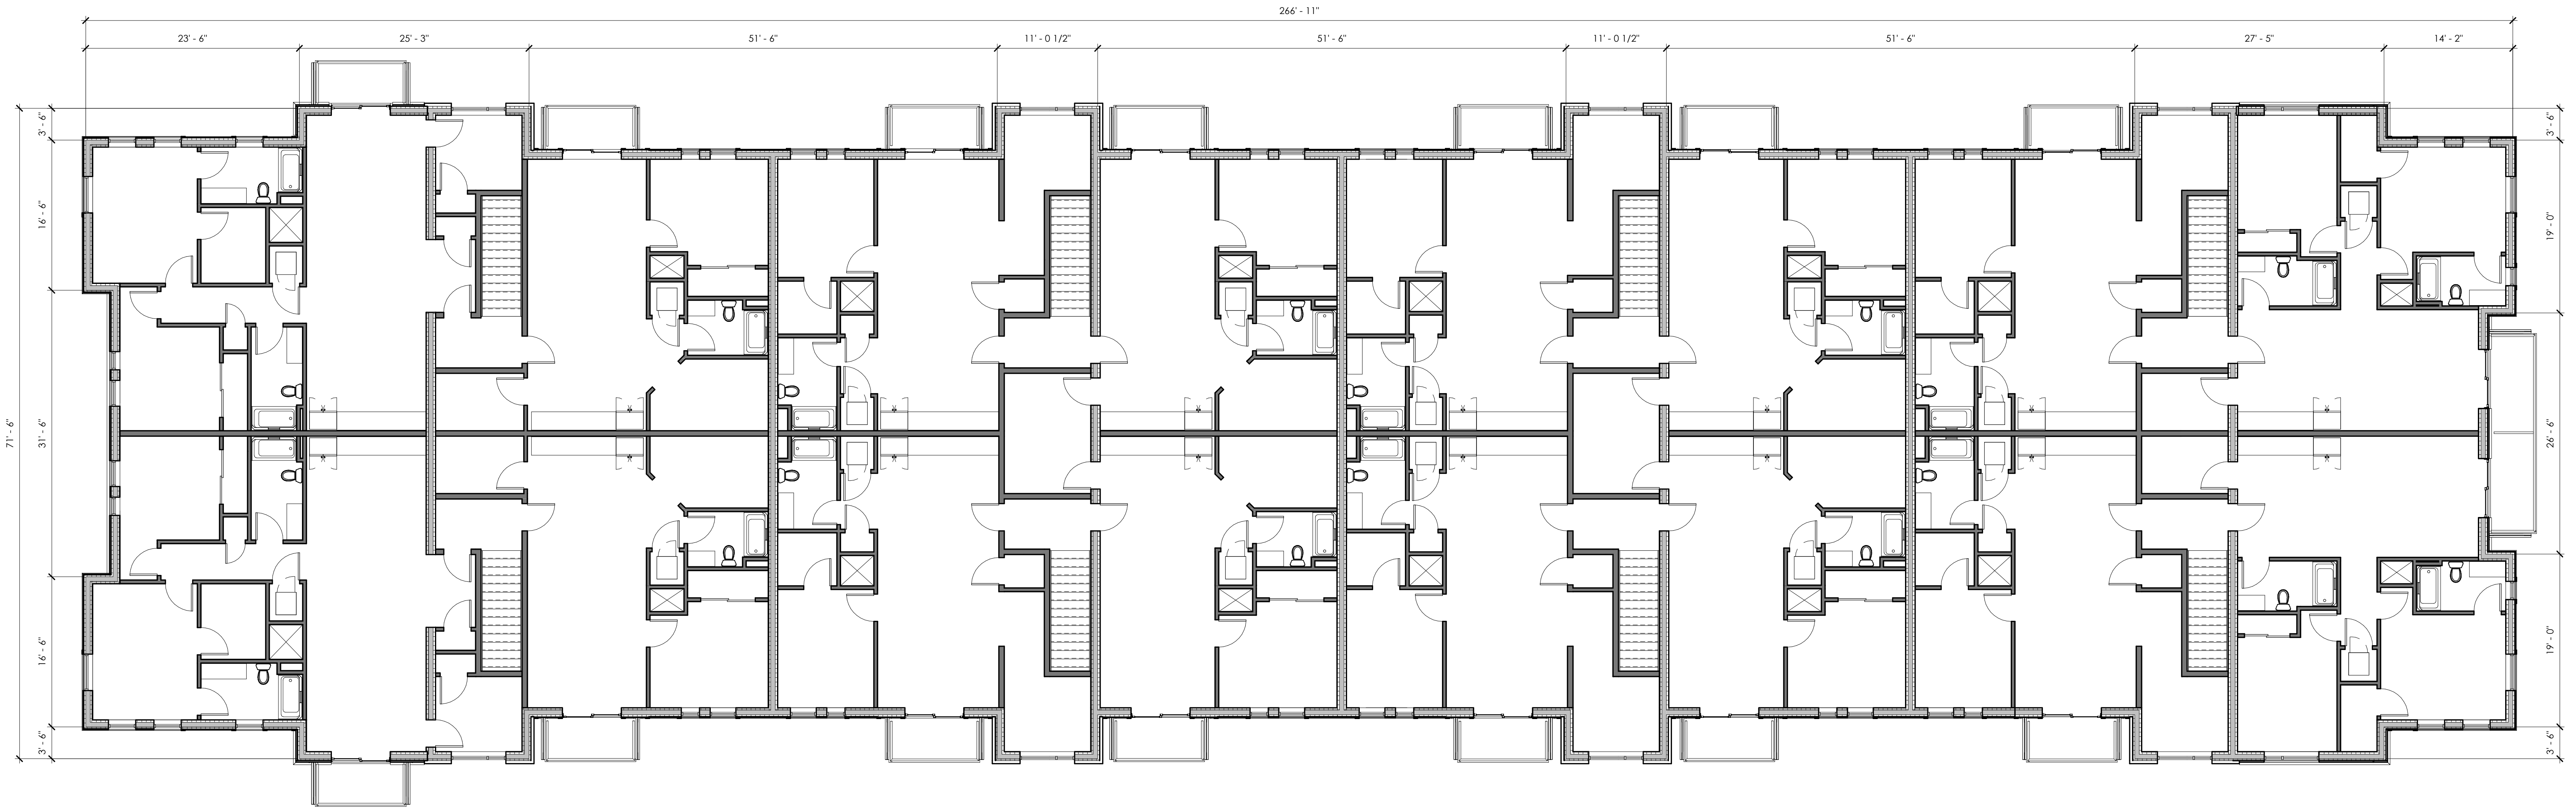 266' - 11"
23' - 6"
25' - 3"
51' - 6"
11' - 0 1/2"
51' - 6"
11' - 0 1/2"
51' - 6"
27' - 5"
14' - 2"
71' - 6"
3' - 6"
16' - 6"
31' - 6"
16' - 6"
3' - 6"
3' - 6"
19' - 0"
26' - 6"
19' - 0"
3' - 6"